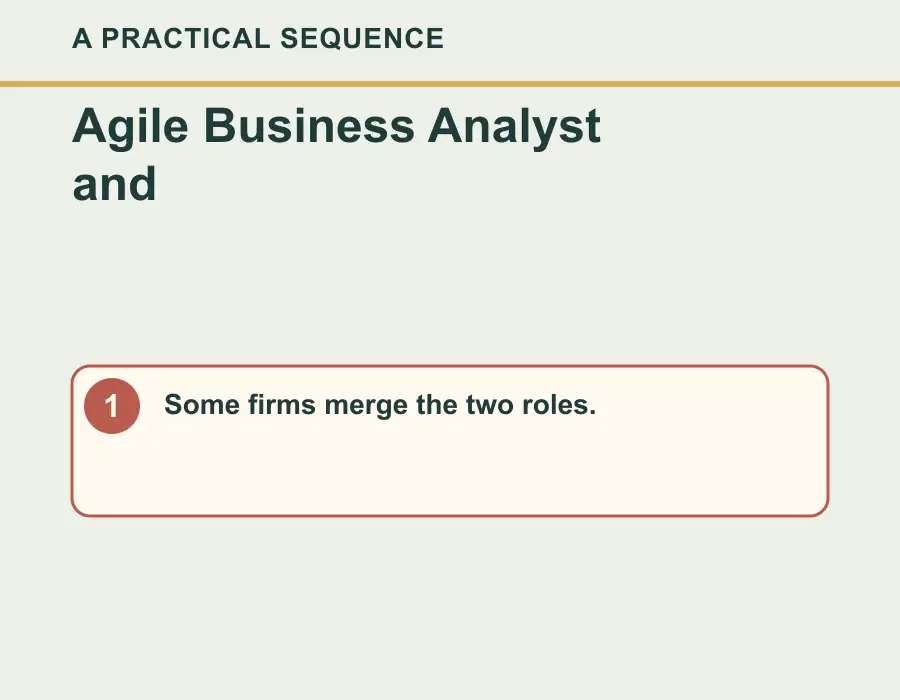 A PRACTICAL SEQUENCE
Agile Business Analyst
and
1 Some firms merge the two roles.